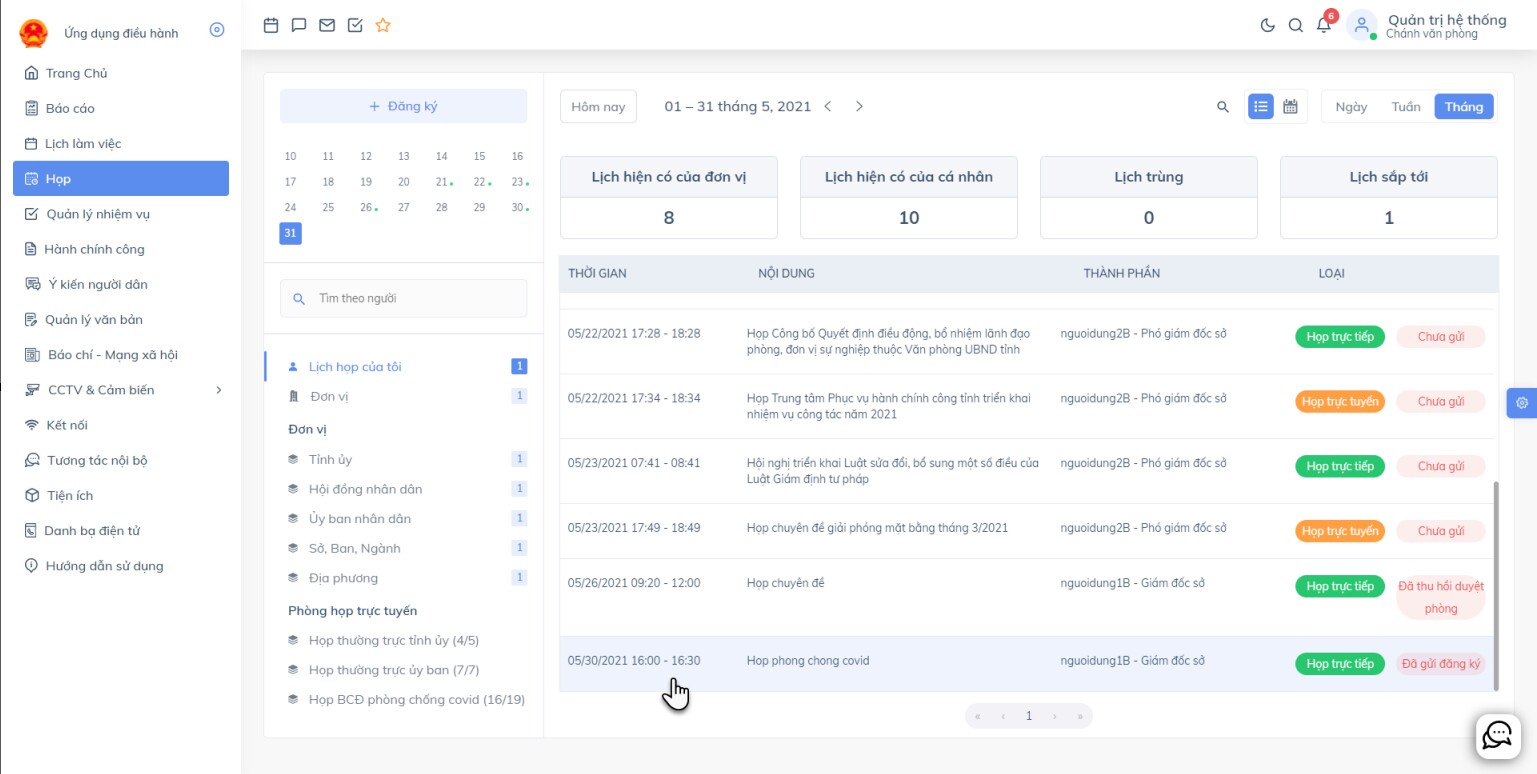 Ứng dụng điều hành
Trang Chủ
Báo cáo
Lịch làm việc
Họp
Quản lý nhiệm vụ
Hành chính công
Ý kiến người dân
Quản lý văn bản
Báo chí - Mạng xã hội
CCTV & Cảm biến
Kết nối
Tương tác nội bộ
Tiện ích
Danh bạ điện tử
Hướng dẫn sử dụng
6
Quản trị hệ thống
Chánh văn phòng
+ Đăng ký
10 11 12 13 14 15 16
17 18 19 20 21 22 23
24 25 26 27 28 29 30
31
Tìm theo người
Lịch họp của tôi 1
Đơn vị 1
Đơn vị
Tỉnh ủy 1
Hội đồng nhân dân 1
Ủy ban nhân dân 1
Sở, Ban, Ngành 1
Địa phương 1
Phòng họp trực tuyến
Họp thường trực tỉnh ủy (4/5)
Họp thường trực ủy ban (7/7)
Họp BCĐ phòng chống covid (16/19)
Hôm nay 01 – 31 tháng 5, 2021 Ngày Tuần Tháng
Lịch hiện có của đơn vị Lịch hiện có của cá nhân Lịch trùng Lịch sắp tới
8 10 0 1
THỜI GIAN NỘI DUNG THÀNH PHẦN LOẠI
05/22/2021 17:28 - 18:28 Họp Công bố Quyết định điều động, bổ nhiệm lãnh đạo nguoidung2B - Phó giám đốc sở Họp trực tiếp Chưa gửi
phòng, đơn vị sự nghiệp thuộc Văn phòng UBND tỉnh
05/22/2021 17:34 - 18:34 Họp Trung tâm Phục vụ hành chính công tỉnh triển khai nguoidung2B - Phó giám đốc sở Họp trực tuyến Chưa gửi
nhiệm vụ công tác năm 2021
05/23/2021 07:41 - 08:41 Hội nghị triển khai Luật sửa đổi, bổ sung một số điều của nguoidung2B - Phó giám đốc sở Họp trực tiếp Chưa gửi
Luật Giám định tư pháp
05/23/2021 17:49 - 18:49 Họp chuyên đề giải phóng mặt bằng tháng 3/2021 nguoidung2B - Phó giám đốc sở Họp trực tuyến Chưa gửi
05/26/2021 09:20 - 12:00 Họp chuyên đề nguoidung1B - Giám đốc sở Họp trực tiếp Đã thu hồi duyệt
phòng
05/30/2021 16:00 - 16:30 Hop phong chong covid nguoidung1B - Giám đốc sở Họp trực tiếp Đã gửi đăng ký
« ‹ 1 › »